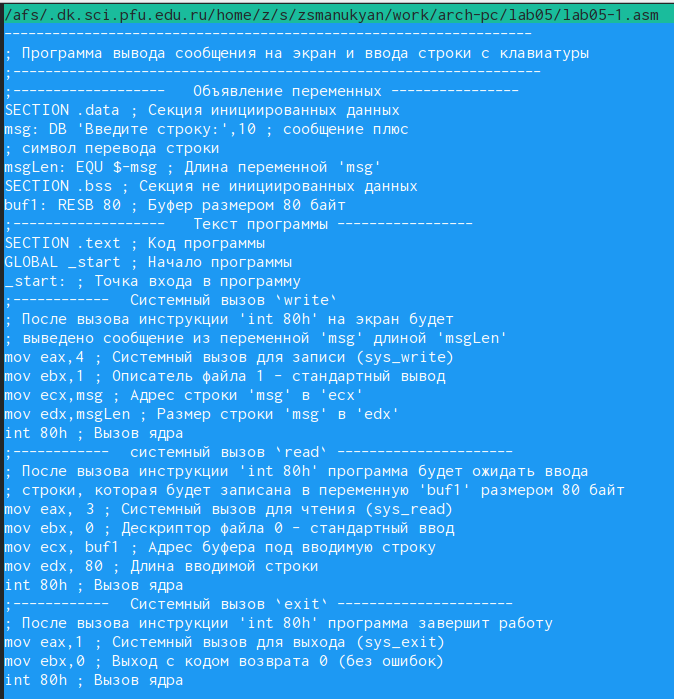 /afs/.dk.sci.pfu.edu.ru/home/z/s/zsmanukyan/work/arch-pc/lab05/lab05-1.asm
;---------------------------------------------------------
; Программа вывода сообщения на экран и ввода строки с клавиатуры
;----------------------------------------------------------
;----------------- Объявление переменных --------------
SECTION .data ; Секция инициированных данных
msg: DB 'Введите строку:',10 ; сообщение плюс
; символ перевода строки
msgLen: EQU $-msg ; Длина переменной 'msg'
SECTION .bss ; Секция не инициированных данных
buf1: RESB 80 ; Буфер размером 80 байт
;----------------- Текст программы ---------------
SECTION .text ; Код программы
GLOBAL _start ; Начало программы
_start: ; Точка входа в программу
;----------- Системный вызов `write`
; После вызова инструкции 'int 80h' на экран будет
; выведено сообщение из переменной 'msg' длиной 'msgLen'
mov eax,4 ; Системный вызов для записи (sys_write)
mov ebx,1 ; Описатель файла 1 - стандартный вывод
mov ecx,msg ; Адрес строки 'msg' в 'ecx'
mov edx,msgLen ; Размер строки 'msg' в 'edx'
int 80h ; Вызов ядра
;----------- системный вызов `read` --------------------
; После вызова инструкции 'int 80h' программа будет ожидать ввода
; строки, которая будет записана в переменную 'buf1' размером 80 байт
mov eax, 3 ; Системный вызов для чтения (sys_read)
mov ebx, 0 ; Дескриптор файла 0 - стандартный ввод
mov ecx, buf1 ; Адрес буфера под вводимую строку
mov edx, 80 ; Длина вводимой строки
int 80h ; Вызов ядра
;----------- Системный вызов `exit` --------------------
; После вызова инструкции 'int 80h' программа завершит работу
mov eax,1 ; Системный вызов для выхода (sys_exit)
mov ebx,0 ; Выход с кодом возврата 0 (без ошибок)
int 80h ; Вызов ядра